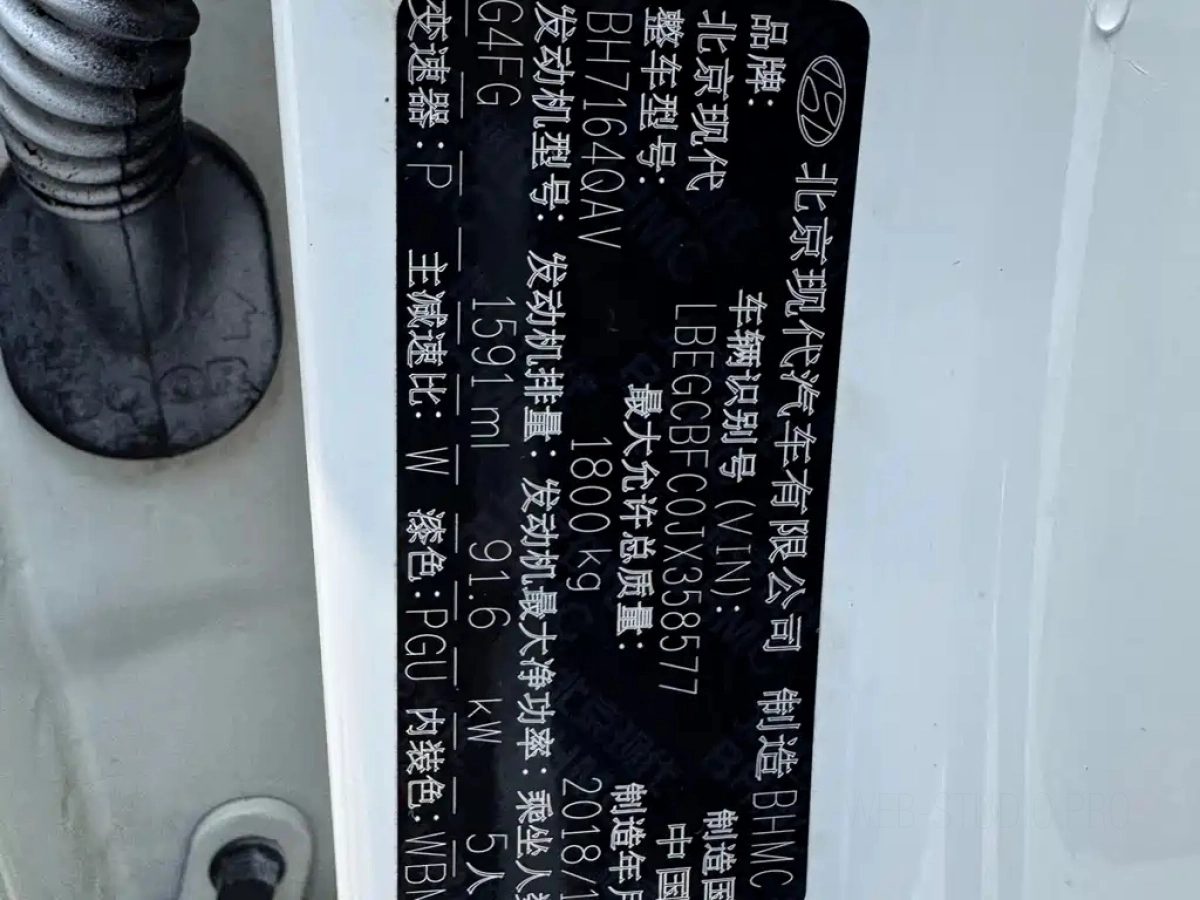 北京现代汽车有限公司 制造 BHMC
品牌: 车辆识别号(VIN): 制造国
北京现代 LBEGCBFC0JX358577 中国
整车型号: 最大允许总质量: 制造年月
BH7164QAV 1800kg 2018/1
发动机型号: 发动机排量: 发动机最大净功率: 乘坐人数
G4FG 1591ml 91.6 kW 5人
变速器:P 主减速比: W 漆色:PGU 内装色:WBN